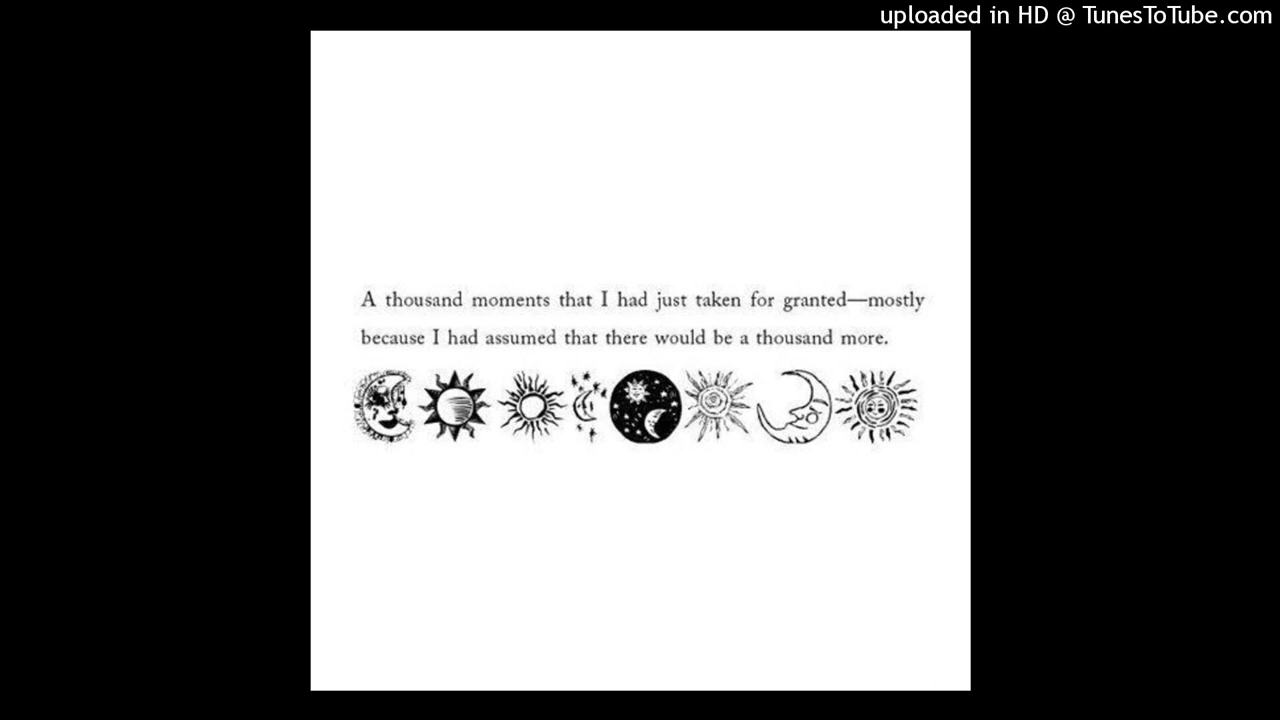 uploaded in HD @ TunesToTube.com
A thousand moments that I had just taken for granted—mostly
because I had assumed that there would be a thousand more.